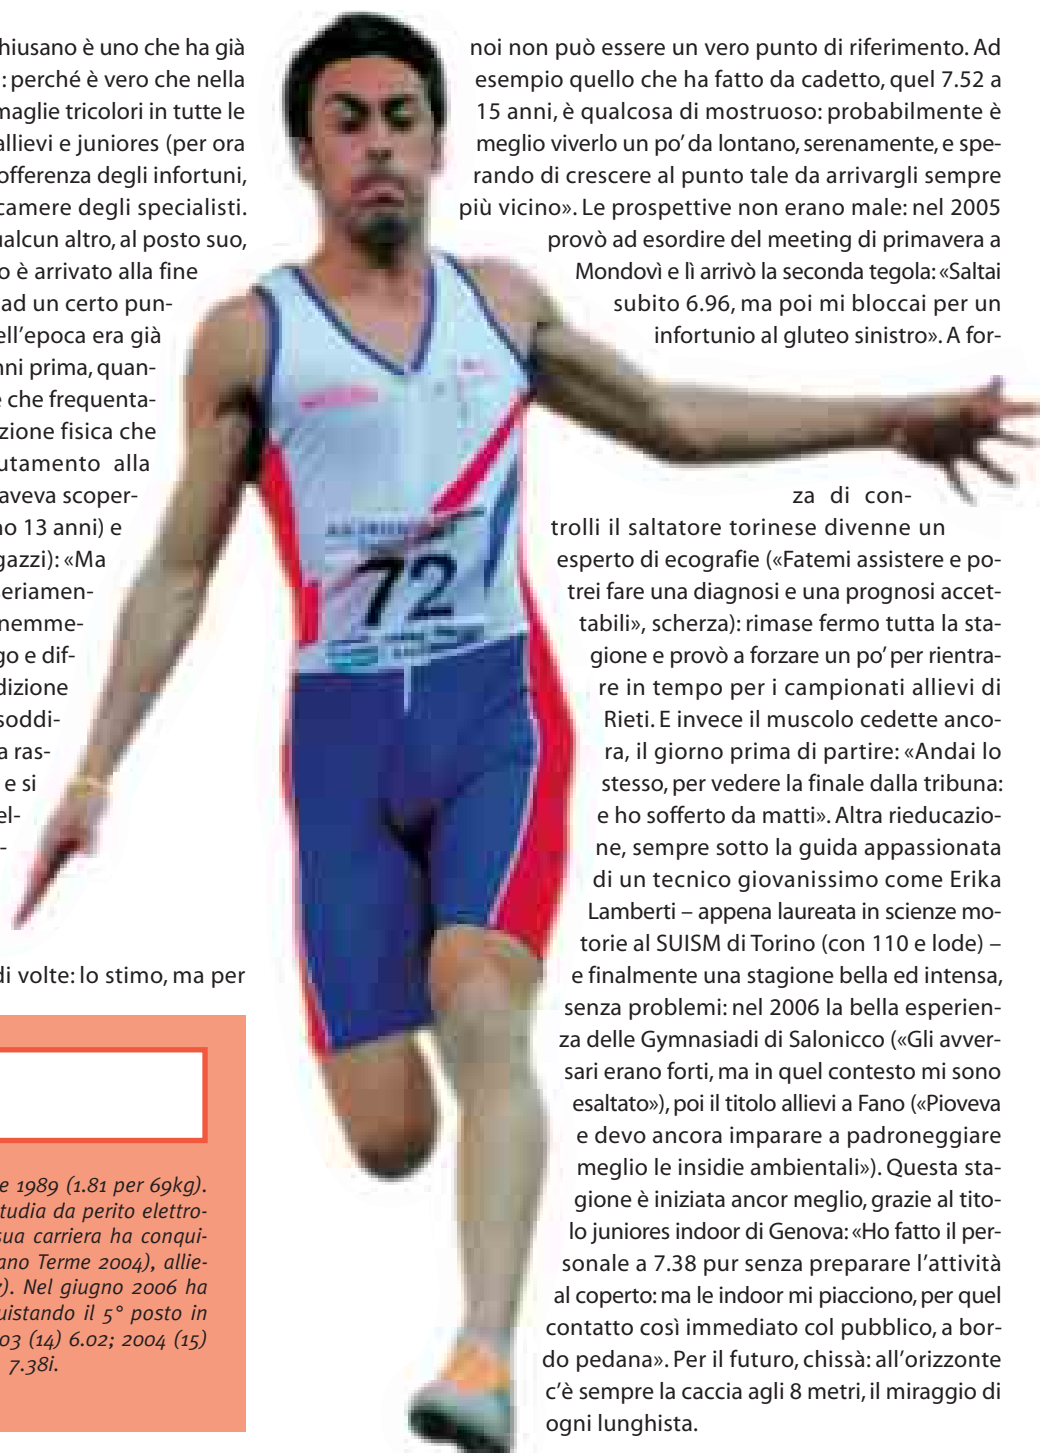 hiusano è uno che ha già
: perché è vero che nella
maglie tricolori in tutte le
allievi e juniores (per ora
offerenza degli infortuni,
camere degli specialisti.
ualcun altro, al posto suo,
o è arrivato alla fine
ad un certo pun-
ell'epoca era già
nni prima, quan-
e che frequenta-
zione fisica che
utamento alla
aveva scoper-
no 13 anni) e
gazzi): «Ma
seriamen-
nemme-
go e dif-
dizione
soddi-
a ras-
e si
el-
-
di volte: lo stimo, ma per
e 1989 (1.81 per 69kg).
tudia da perito elettro-
sua carriera ha conqui-
ano Terme 2004), allie-
7). Nel giugno 2006 ha
uistando il 5° posto in
03 (14) 6.02; 2004 (15)
7.38i.
72
noi non può essere un vero punto di riferimento. Ad
esempio quello che ha fatto da cadetto, quel 7.52 a
15 anni, è qualcosa di mostruoso: probabilmente è
meglio viverlo un po' da lontano, serenamente, e spe-
rando di crescere al punto tale da arrivargli sempre
più vicino». Le prospettive non erano male: nel 2005
provò ad esordire del meeting di primavera a
Mondovì e lì arrivò la seconda tegola: «Saltai
subito 6.96, ma poi mi bloccai per un
infortunio al gluteo sinistro». A for-
za di con-
trolli il saltatore torinese divenne un
esperto di ecografie («Fatemi assistere e po-
trei fare una diagnosi e una prognosi accet-
tabili», scherza): rimase fermo tutta la sta-
gione e provò a forzare un po' per rientra-
re in tempo per i campionati allievi di
Rieti. E invece il muscolo cedette anco-
ra, il giorno prima di partire: «Andai lo
stesso, per vedere la finale dalla tribuna:
e ho sofferto da matti». Altra rieducazio-
ne, sempre sotto la guida appassionata
di un tecnico giovanissimo come Erika
Lamberti – appena laureata in scienze mo-
torie al SUISM di Torino (con 110 e lode) –
e finalmente una stagione bella ed intensa,
senza problemi: nel 2006 la bella esperien-
za delle Gymnasiadi di Salonicco («Gli avver-
sari erano forti, ma in quel contesto mi sono
esaltato»), poi il titolo allievi a Fano («Pioveva
e devo ancora imparare a padroneggiare
meglio le insidie ambientali»). Questa sta-
gione è iniziata ancor meglio, grazie al tito-
lo juniores indoor di Genova: «Ho fatto il per-
sonale a 7.38 pur senza preparare l'attività
al coperto: ma le indoor mi piacciono, per quel
contatto così immediato col pubblico, a bor-
do pedana». Per il futuro, chissà: all'orizzonte
c'è sempre la caccia agli 8 metri, il miraggio di
ogni lunghista.